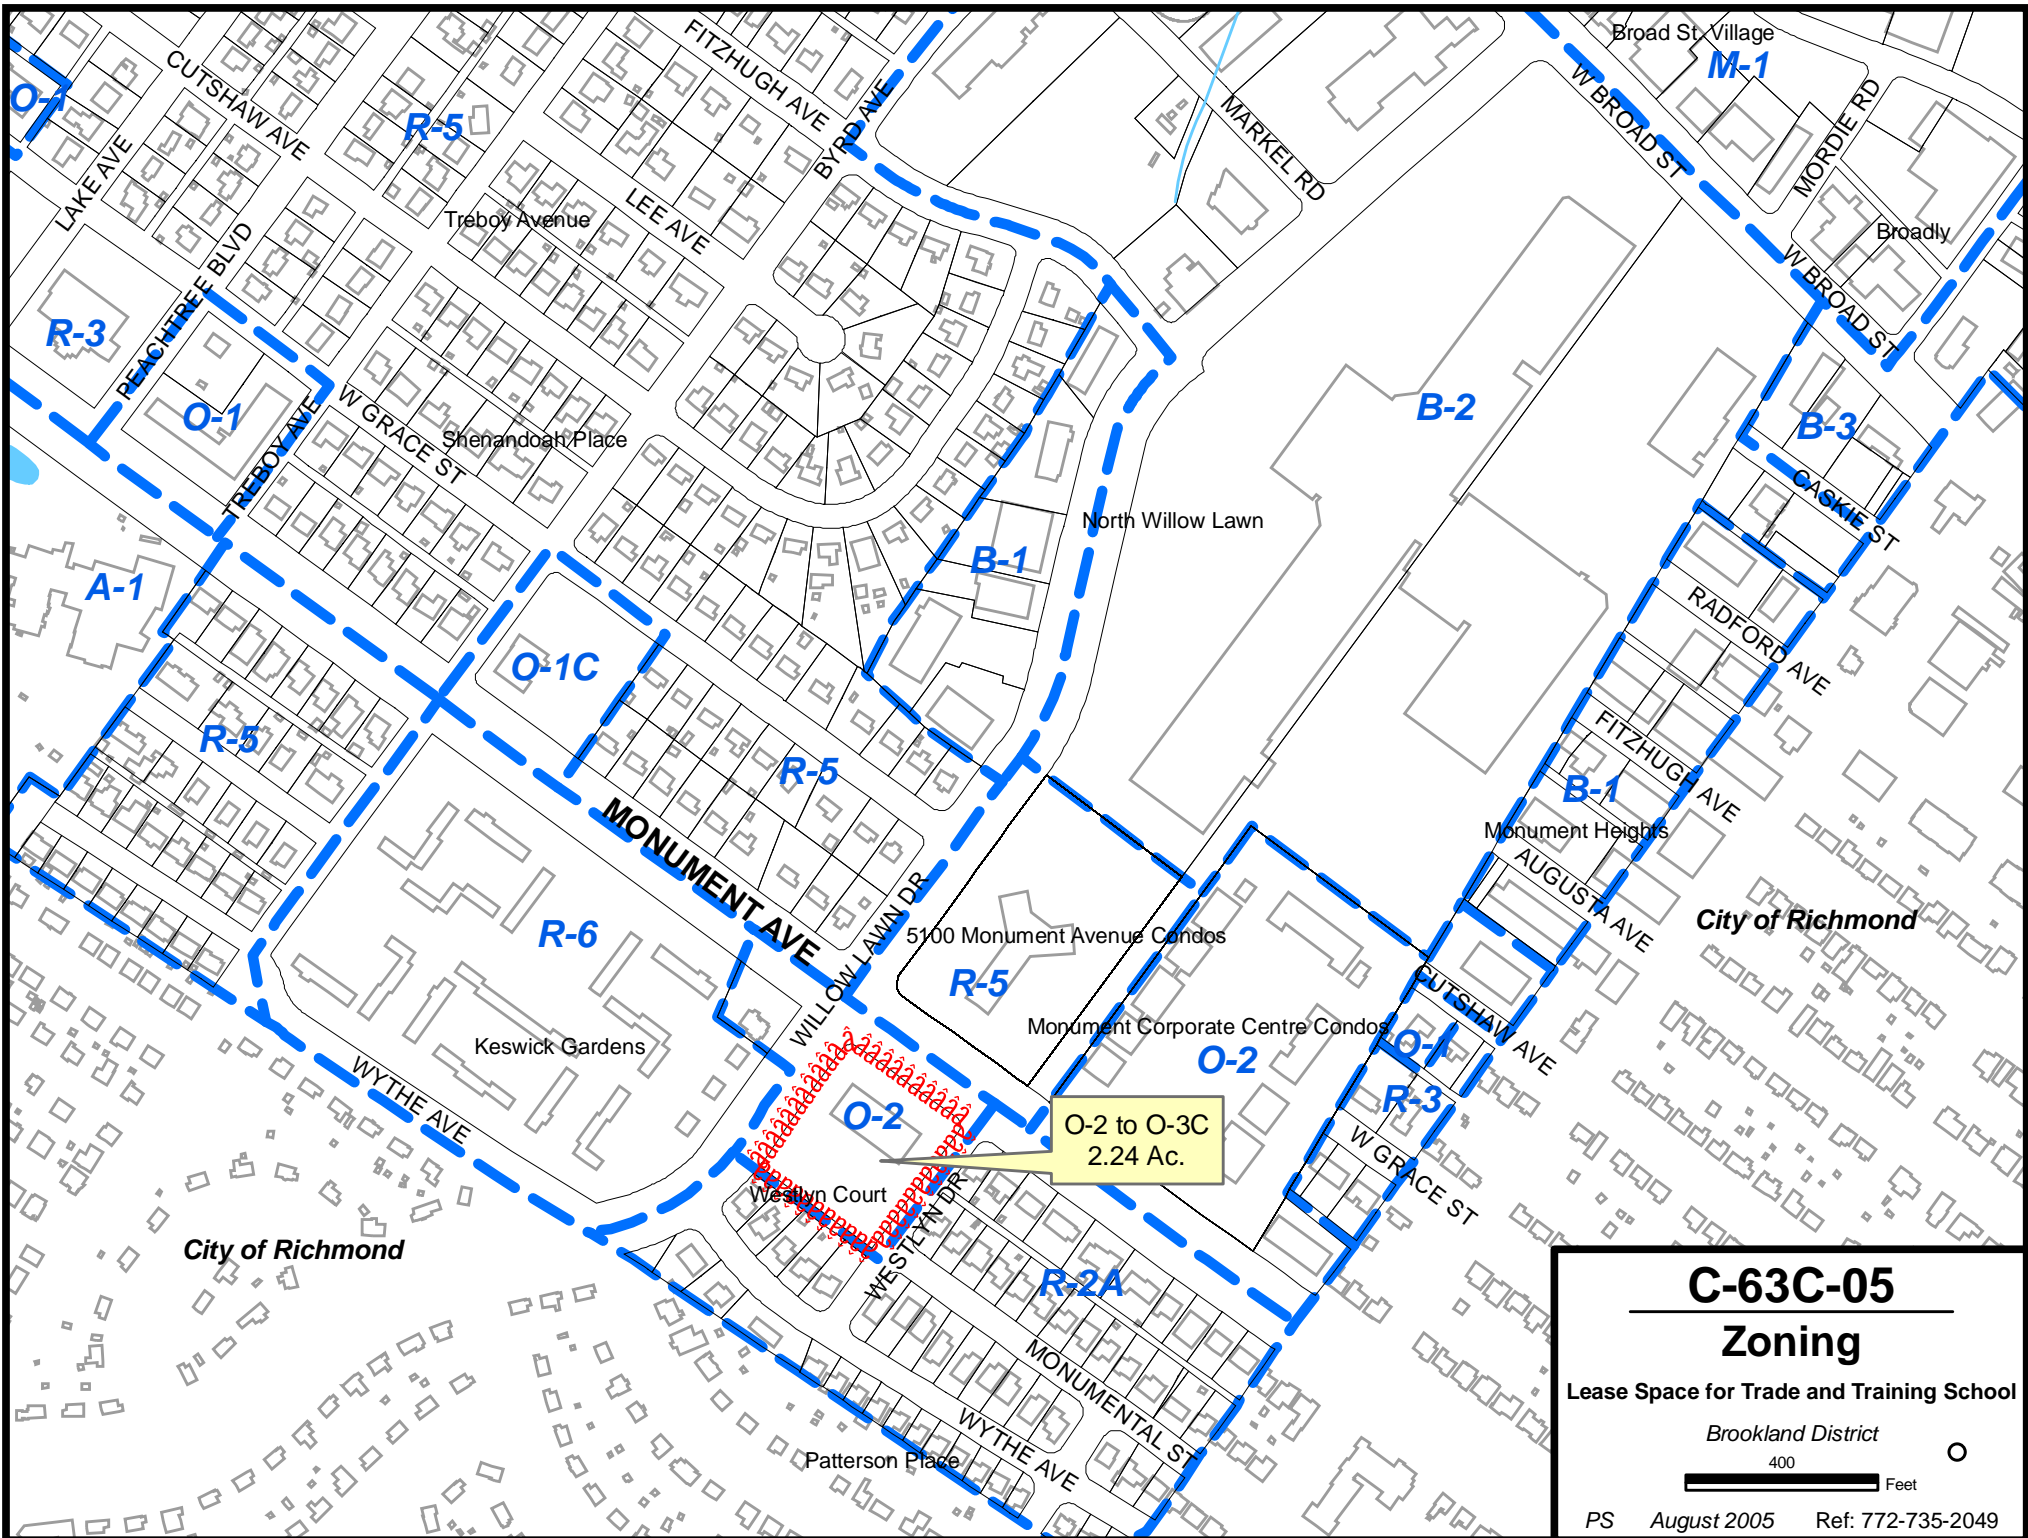 Broad St. Village
M-1
FITZHUGH AVE
CUTSHAW AVE
O-1
R-5
BYRD AVE
W BROAD ST
MARKEL RD
MORDIE RD
LAKE AVE
LEE AVE
Treboy Avenue
Broadly
W BROAD ST
PEACHTREE BLVD
R-3
O-1
W GRACE ST
B-2
B-3
Shenandoah Place
TREBOY AVE
CASKIE ST
North Willow Lawn
B-1
A-1
RADFORD AVE
O-1C
R-5
R-5
FITZHUGH AVE
B-1
Monument Heights
MONUMENT AVE
AUGUSTA AVE
WILLOW LAWN DR
City of Richmond
R-6
5100 Monument Avenue Condos
R-5
CUTSHAW AVE
Monument Corporate Centre Condos
O-1
Keswick Gardens
O-2
WYTHE AVE
R-3
O-2
O-2 to O-3C
2.24 Ac.
W GRACE ST
Westlyn Court
WESTLYN DR
City of Richmond
R-2A
MONUMENTAL ST
WYTHE AVE
Patterson Place
C-63C-05
Zoning
Lease Space for Trade and Training School
Brookland District
400
Feet
PS August 2005 Ref: 772-735-2049